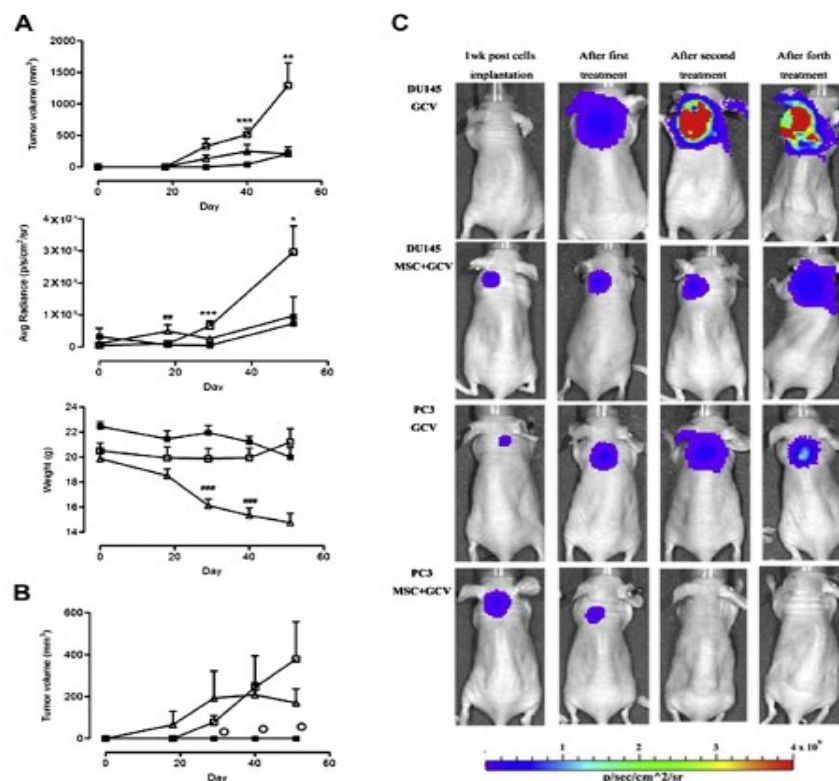 A
Tumor volume (mm³)
2000
1500
1000
500
0
**
***
0
20
40
60
Day
Avg Radiance (p/s/cm²/sr)
0
*
##
***
0
20
40
60
Day
Weight (g)
24
22
20
18
16
14
###
###
0
20
40
60
Day
B
Tumor volume (mm³)
600
400
200
0
0
20
40
60
Day
C
1wk post cells implantation
After first treatment
After second treatment
After forth treatment
DU145
GCV
DU145
MSC+GCV
PC3
GCV
PC3
MSC+GCV
1
2
3
p/sec/cm^2/sr